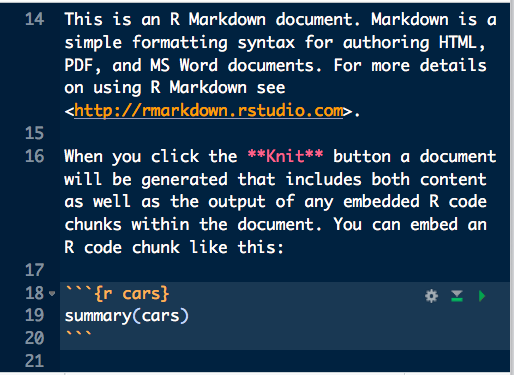 14 This is an R Markdown document. Markdown is a
simple formatting syntax for authoring HTML,
PDF, and MS Word documents. For more details
on using R Markdown see
<http://rmarkdown.rstudio.com>.
15
16 When you click the **Knit** button a document
will be generated that includes both content
as well as the output of any embedded R code
chunks within the document. You can embed an
R code chunk like this:
17
18 ```{r cars}
19 summary(cars)
20 ```
21